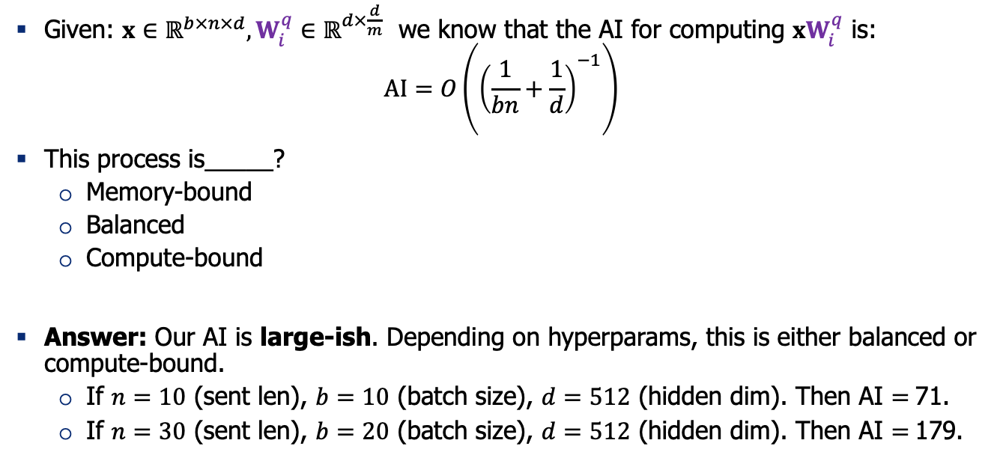 ▪ Given: $\mathbf{x} \in \mathbb{R}^{b \times n \times d}, \mathbf{W}_i^q \in \mathbb{R}^{d \times \frac{d}{m}}$ we know that the AI for computing $\mathbf{x}\mathbf{W}_i^q$ is:
$\mathrm{AI} = O\left(\left(\frac{1}{bn} + \frac{1}{d}\right)^{-1}\right)$
▪ This process is_____?
o Memory-bound
o Balanced
o Compute-bound
▪ Answer: Our AI is large-ish. Depending on hyperparams, this is either balanced or
compute-bound.
o If $n = 10$ (sent len), $b = 10$ (batch size), $d = 512$ (hidden dim). Then AI = 71.
o If $n = 30$ (sent len), $b = 20$ (batch size), $d = 512$ (hidden dim). Then AI = 179.